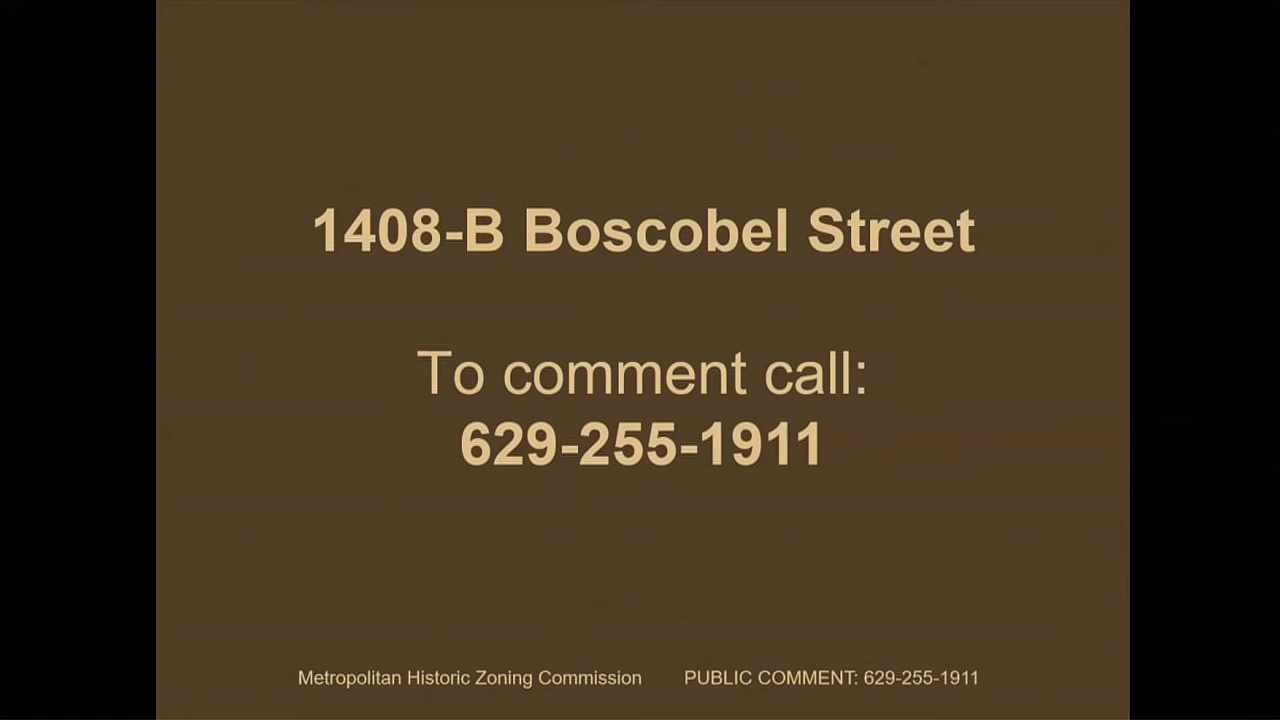 1408-B Boscobel Street
To comment call:
629-255-1911
Metropolitan Historic Zoning Commission PUBLIC COMMENT: 629-255-1911